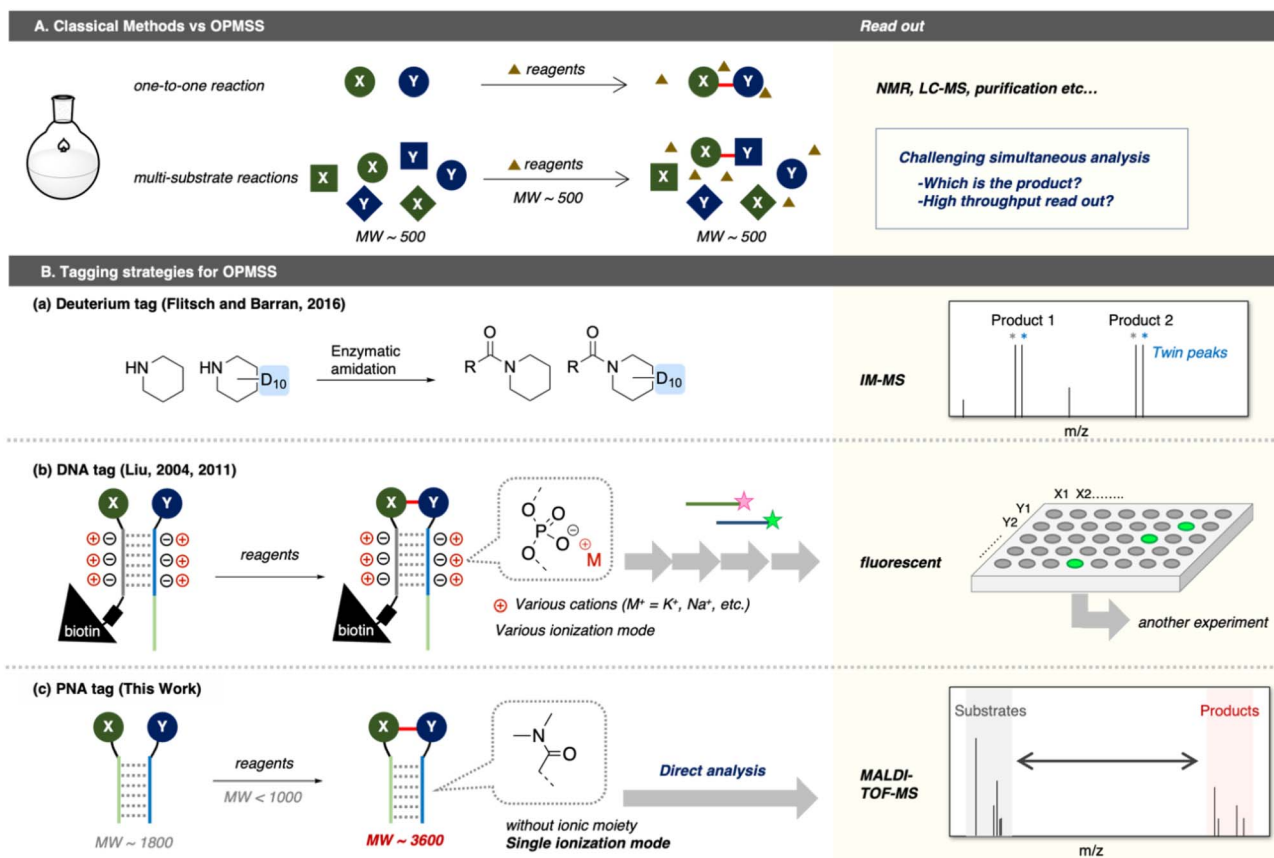 A. Classical Methods vs OPMSS
Read out
one-to-one reaction
X
Y
reagents
X
Y
NMR, LC-MS, purification etc...
multi-substrate reactions
X
X
Y
Y
Y
X
MW ~ 500
reagents
MW ~ 500
X
Y
X
Y
Y
X
MW ~ 500
Challenging simultaneous analysis
-Which is the product?
-High throughput read out?
B. Tagging strategies for OPMSS
(a) Deuterium tag (Flitsch and Barran, 2016)
HN
HN
D10
Enzymatic
amidation
O
R
N
O
R
N
D10
IM-MS
Product 1
Product 2
* *
* *
Twin peaks
m/z
(b) DNA tag (Liu, 2004, 2011)
X
Y
⊕⊖ ⊖⊕
⊕⊖ ⊖⊕
⊕⊖ ⊖⊕
biotin
reagents
X
Y
⊕⊖ ⊖⊕
⊕⊖ ⊖⊕
⊕⊖ ⊖⊕
biotin
O
O
P
O
O
⊖
⊕
M
⊕ Various cations (M+ = K+, Na+, etc.)
Various ionization mode
fluorescent
X1 X2........
Y1
Y2
........
another experiment
(c) PNA tag (This Work)
X
Y
MW ~ 1800
reagents
MW < 1000
X
Y
MW ~ 3600
N
O
without ionic moiety
Single ionization mode
Direct analysis
MALDI-
TOF-MS
Substrates
Products
m/z